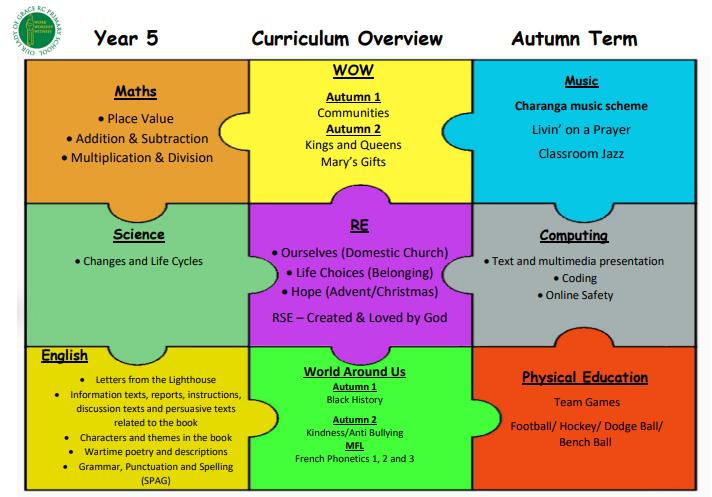 OUR LADY OF GRACE RC PRIMARY SCHOOL
Year 5
Curriculum Overview
Autumn Term
Maths
• Place Value
• Addition & Subtraction
• Multiplication & Division
WOW
Autumn 1
Communities
Autumn 2
Kings and Queens
Mary's Gifts
Music
Charanga music scheme
Livin' on a Prayer
Classroom Jazz
Science
• Changes and Life Cycles
RE
• Ourselves (Domestic Church)
• Life Choices (Belonging)
• Hope (Advent/Christmas)
RSE – Created & Loved by God
Computing
• Text and multimedia presentation
• Coding
• Online Safety
English
• Letters from the Lighthouse
• Information texts, reports, instructions,
discussion texts and persuasive texts
related to the book
• Characters and themes in the book
• Wartime poetry and descriptions
• Grammar, Punctuation and Spelling
(SPAG)
World Around Us
Autumn 1
Black History
Autumn 2
Kindness/Anti Bullying
MFL
French Phonetics 1, 2 and 3
Physical Education
Team Games
Football/ Hockey/ Dodge Ball/
Bench Ball